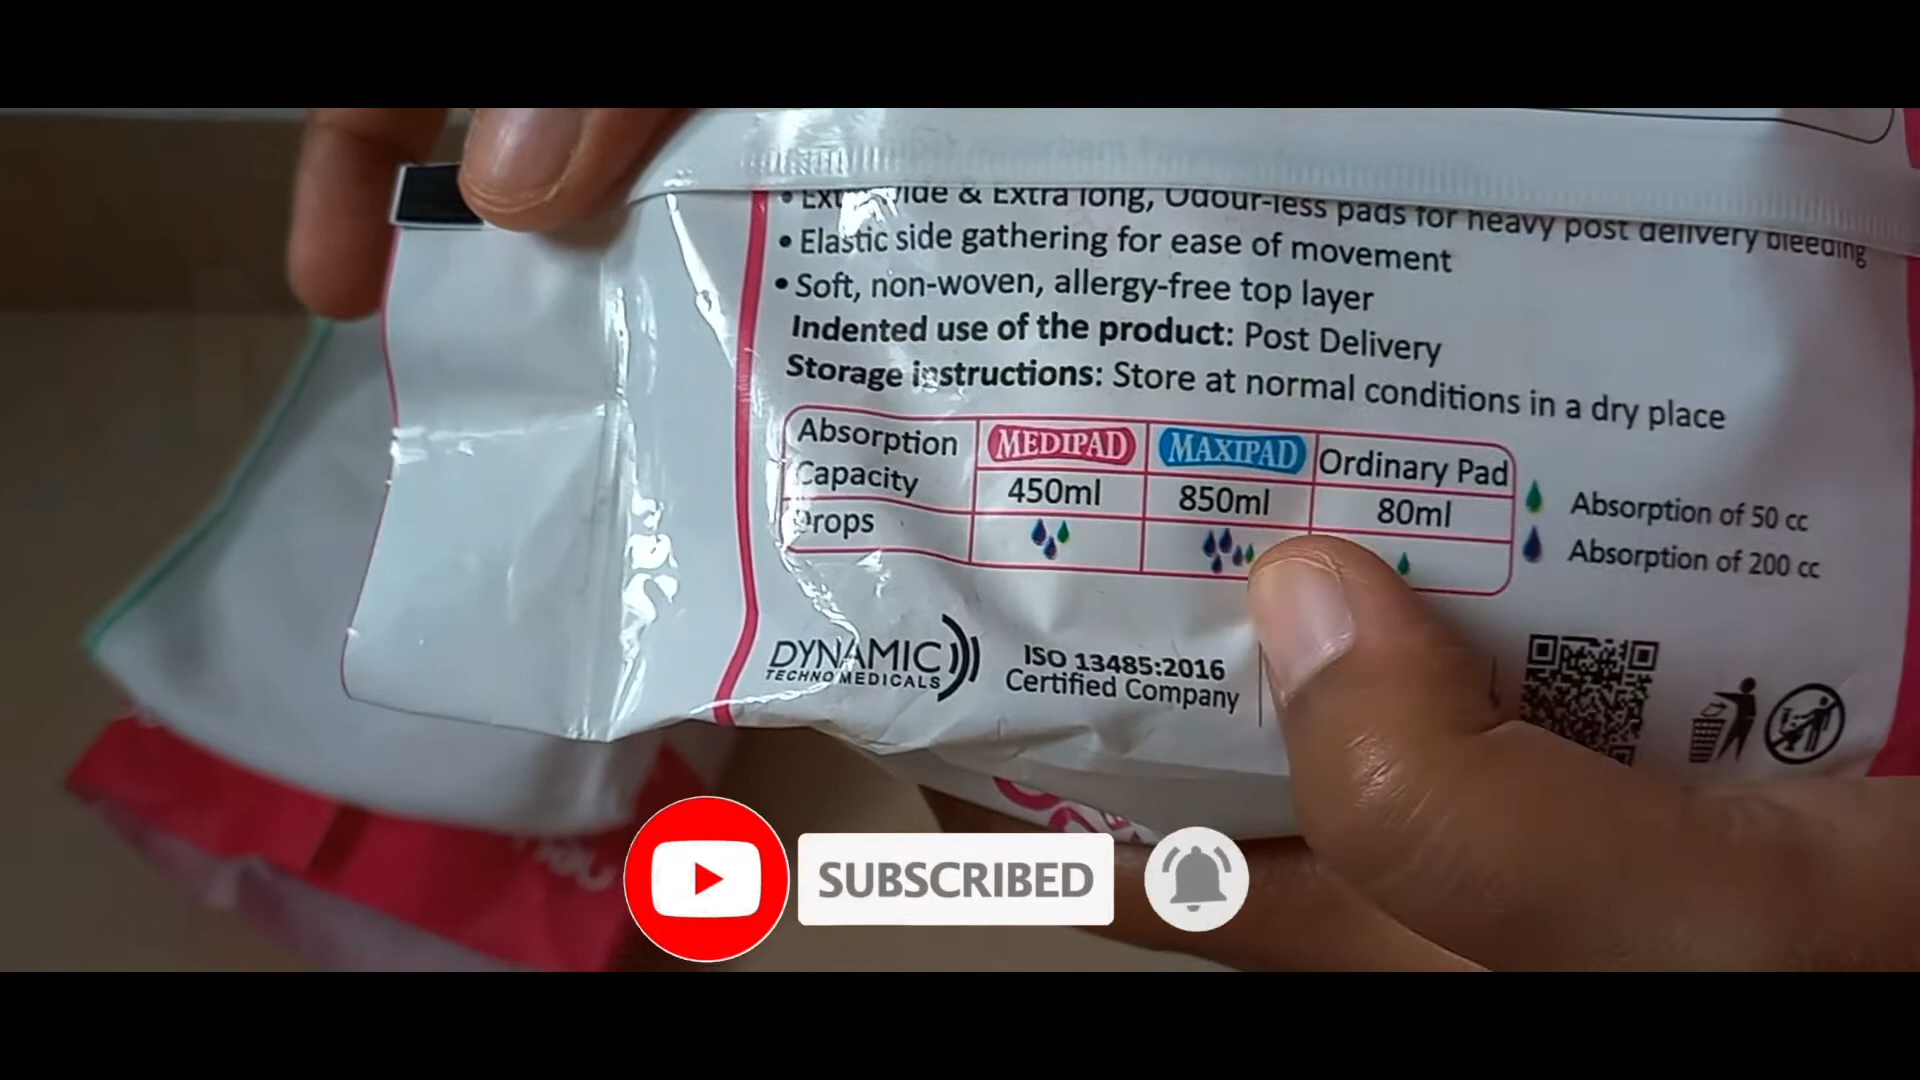 & Extra long, Odour-less pads for heavy post delivery bleeding
• Elastic side gathering for ease of movement
• Soft, non-woven, allergy-free top layer
Indented use of the product: Post Delivery
Storage instructions: Store at normal conditions in a dry place
Absorption Capacity MEDIPAD MAXIPAD Ordinary Pad
450ml 850ml 80ml
Absorption of 50 cc
Absorption of 200 cc
DYNAMIC
TECHNO MEDICALS
ISO 13485:2016
Certified Company
SUBSCRIBED